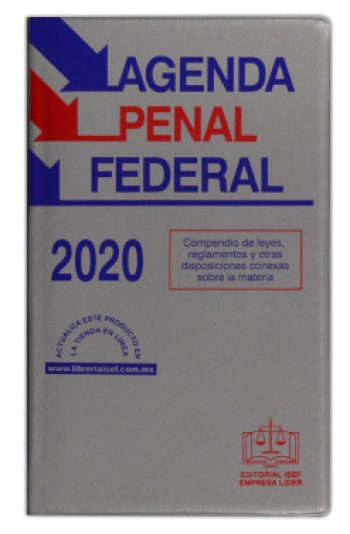 AGENDA
PENAL
FEDERAL
2020
Compendio de leyes,
reglamentos y otras
disposiciones conexas
sobre la materia
ACTUALIZA ESTE PRODUCTO EN
LA TIENDA EN LÍNEA
www.libreriaisef.com.mx
EDITORIAL ISEF
EMPRESA LIDER